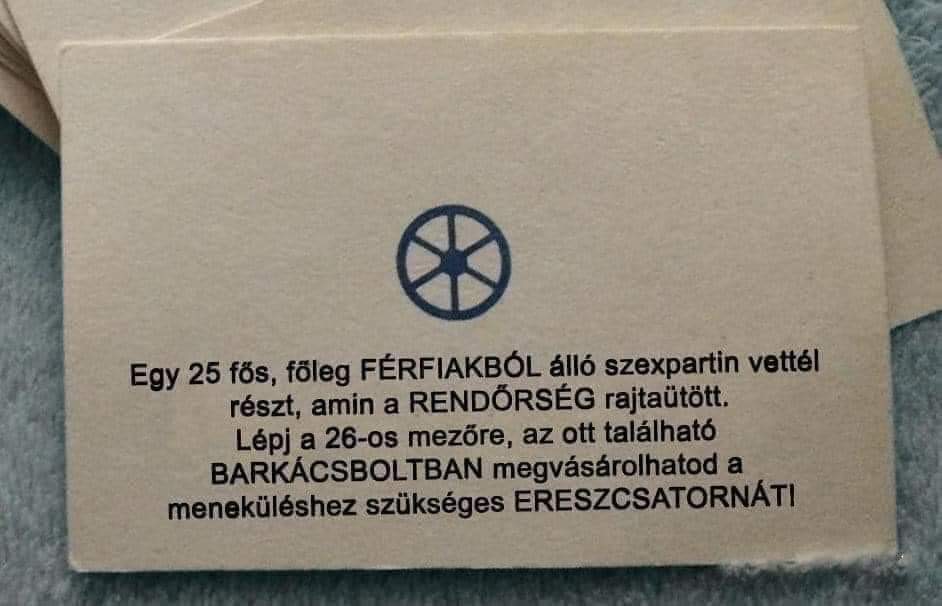 Egy 25 fős, főleg FÉRFIAKBÓL álló szexpartin vettél
részt, amin a RENDŐRSÉG rajtaütött.
Lépj a 26-os mezőre, az ott található
BARKÁCSBOLTBAN megvásárolhatod a
meneküléshez szükséges ERESZCSATORNÁT!